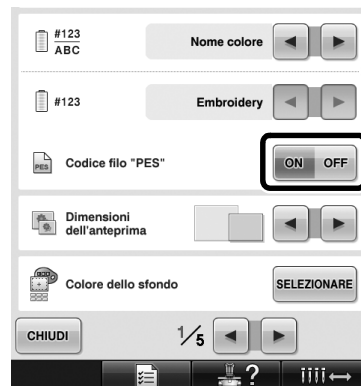 #123
ABC
Nome colore
#123
Embroidery
PES
Codice filo "PES"
ON OFF
Dimensioni
dell'anteprima
Colore dello sfondo
SELEZIONARE
CHIUDI
1/5
?